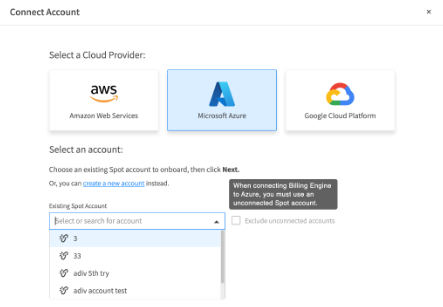 Connect Account
×
Select a Cloud Provider:
aws
Amazon Web Services
Microsoft Azure
Google Cloud Platform
Select an account:
Choose an existing Spot account to onboard, then click Next.
Or, you can create a new account instead.
When connecting Billing Engine
to Azure, you must use an
unconnected Spot account.
Existing Spot Account
Select or search for account
Exclude unconnected accounts
3
33
adiv 5th try
adiv account test